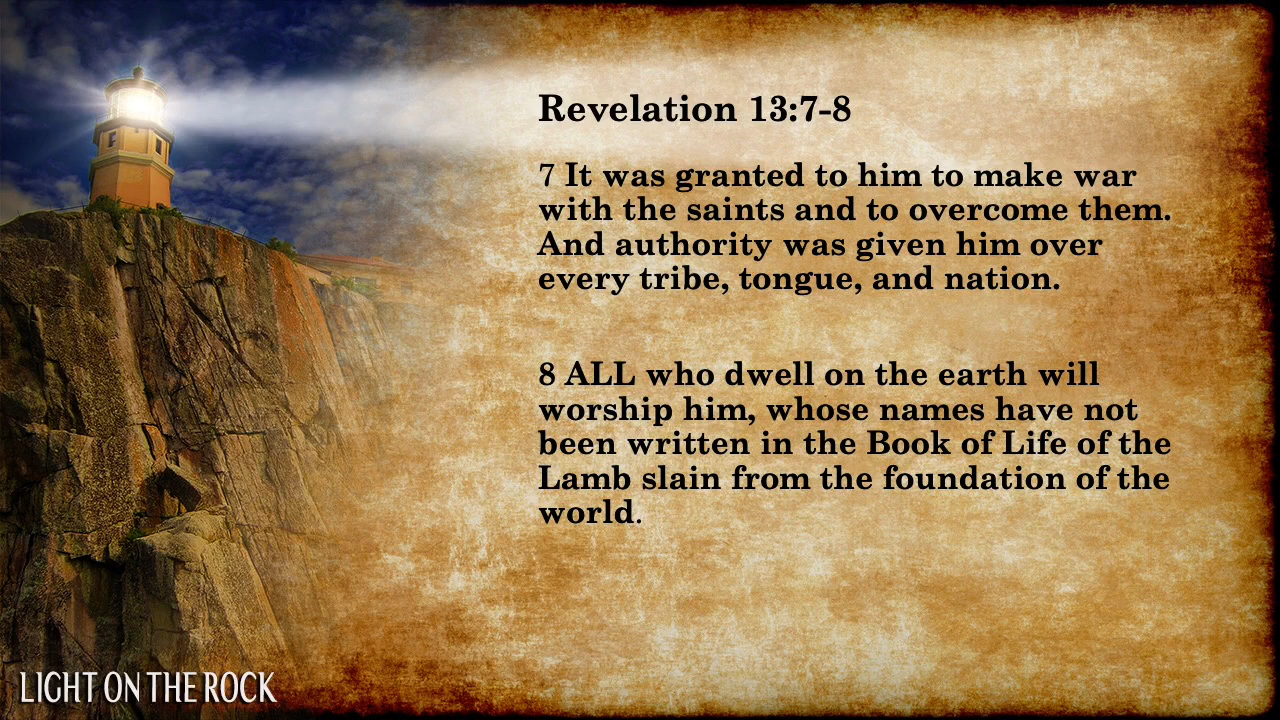 Revelation 13:7-8
7 It was granted to him to make war
with the saints and to overcome them.
And authority was given him over
every tribe, tongue, and nation.
8 ALL who dwell on the earth will
worship him, whose names have not
been written in the Book of Life of the
Lamb slain from the foundation of the
world.
LIGHT ON THE ROCK